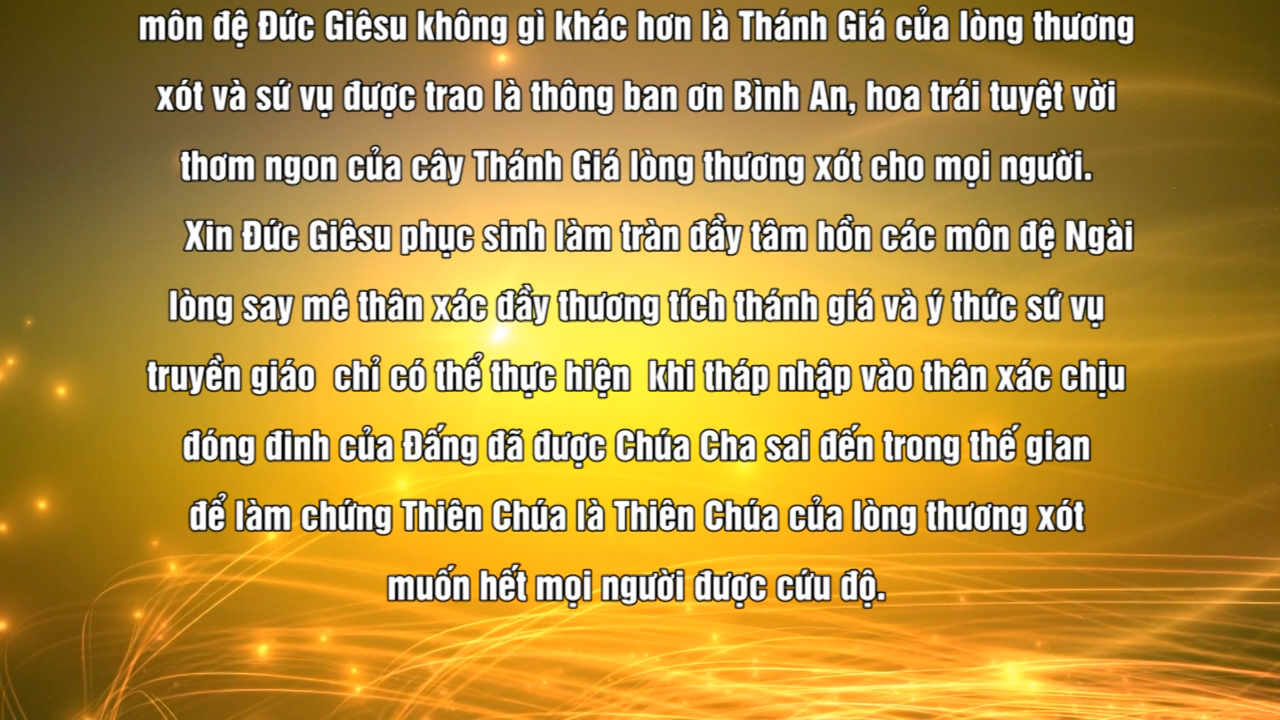 môn đệ Đức Giêsu không gì khác hơn là Thánh Giá của lòng thương
xót và sứ vụ được trao là thông ban ơn Bình An, hoa trái tuyệt vời
thơm ngon của cây Thánh Giá lòng thương xót cho mọi người.
Xin Đức Giêsu phục sinh làm tràn đầy tâm hồn các môn đệ Ngài
lòng say mê thân xác đầy thương tích thánh giá và ý thức sứ vụ
truyền giáo  chỉ có thể thực hiện  khi tháp nhập vào thân xác chịu
đóng đinh của Đấng đã được Chúa Cha sai đến trong thế gian
để làm chứng Thiên Chúa là Thiên Chúa của lòng thương xót
muốn hết mọi người được cứu độ.